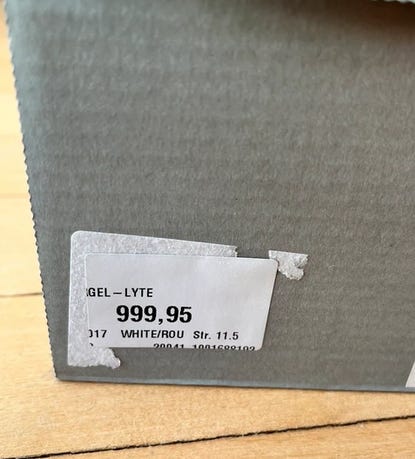 GEL-LYTE
999,95
017 WHITE/ROU Str. 11.5